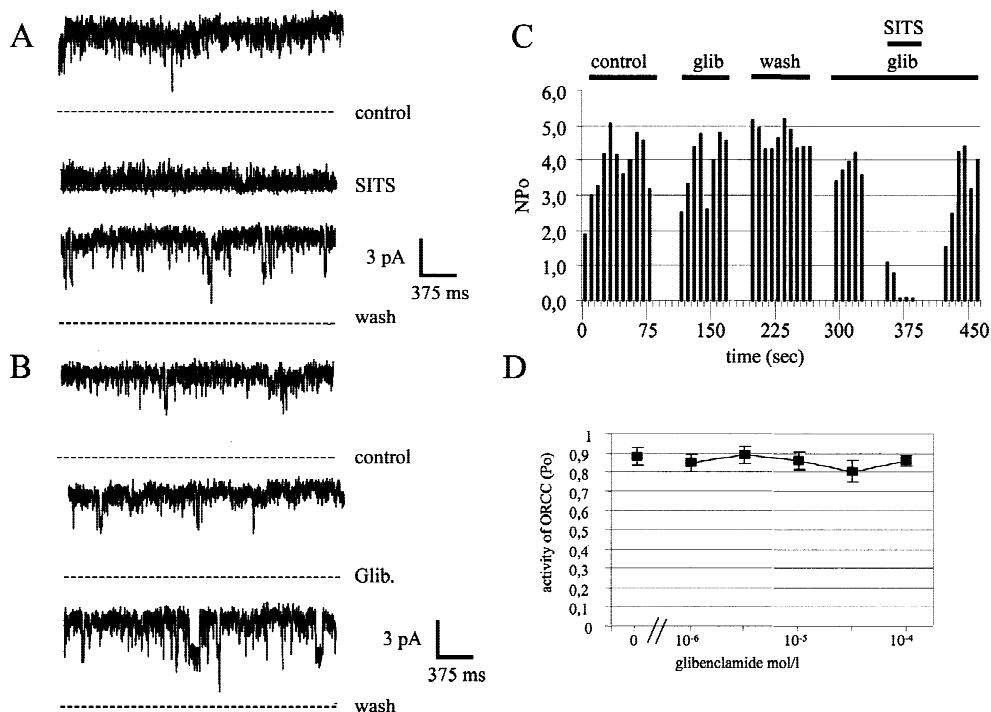 A
control
SITS
3 pA
375 ms
wash
B
control
Glib.
3 pA
375 ms
wash
C
SITS
control glib wash glib
6,0
5,0
4,0
3,0
2,0
1,0
0,0
NPo
0 75 150 225 300 375 450
time (sec)
D
1
0,9
0,8
0,7
0,6
0,5
0,4
0,3
0,2
0,1
0
activity of ORCC (Po)
0 // 10-6 10-5 10-4
glibenclamide mol/l